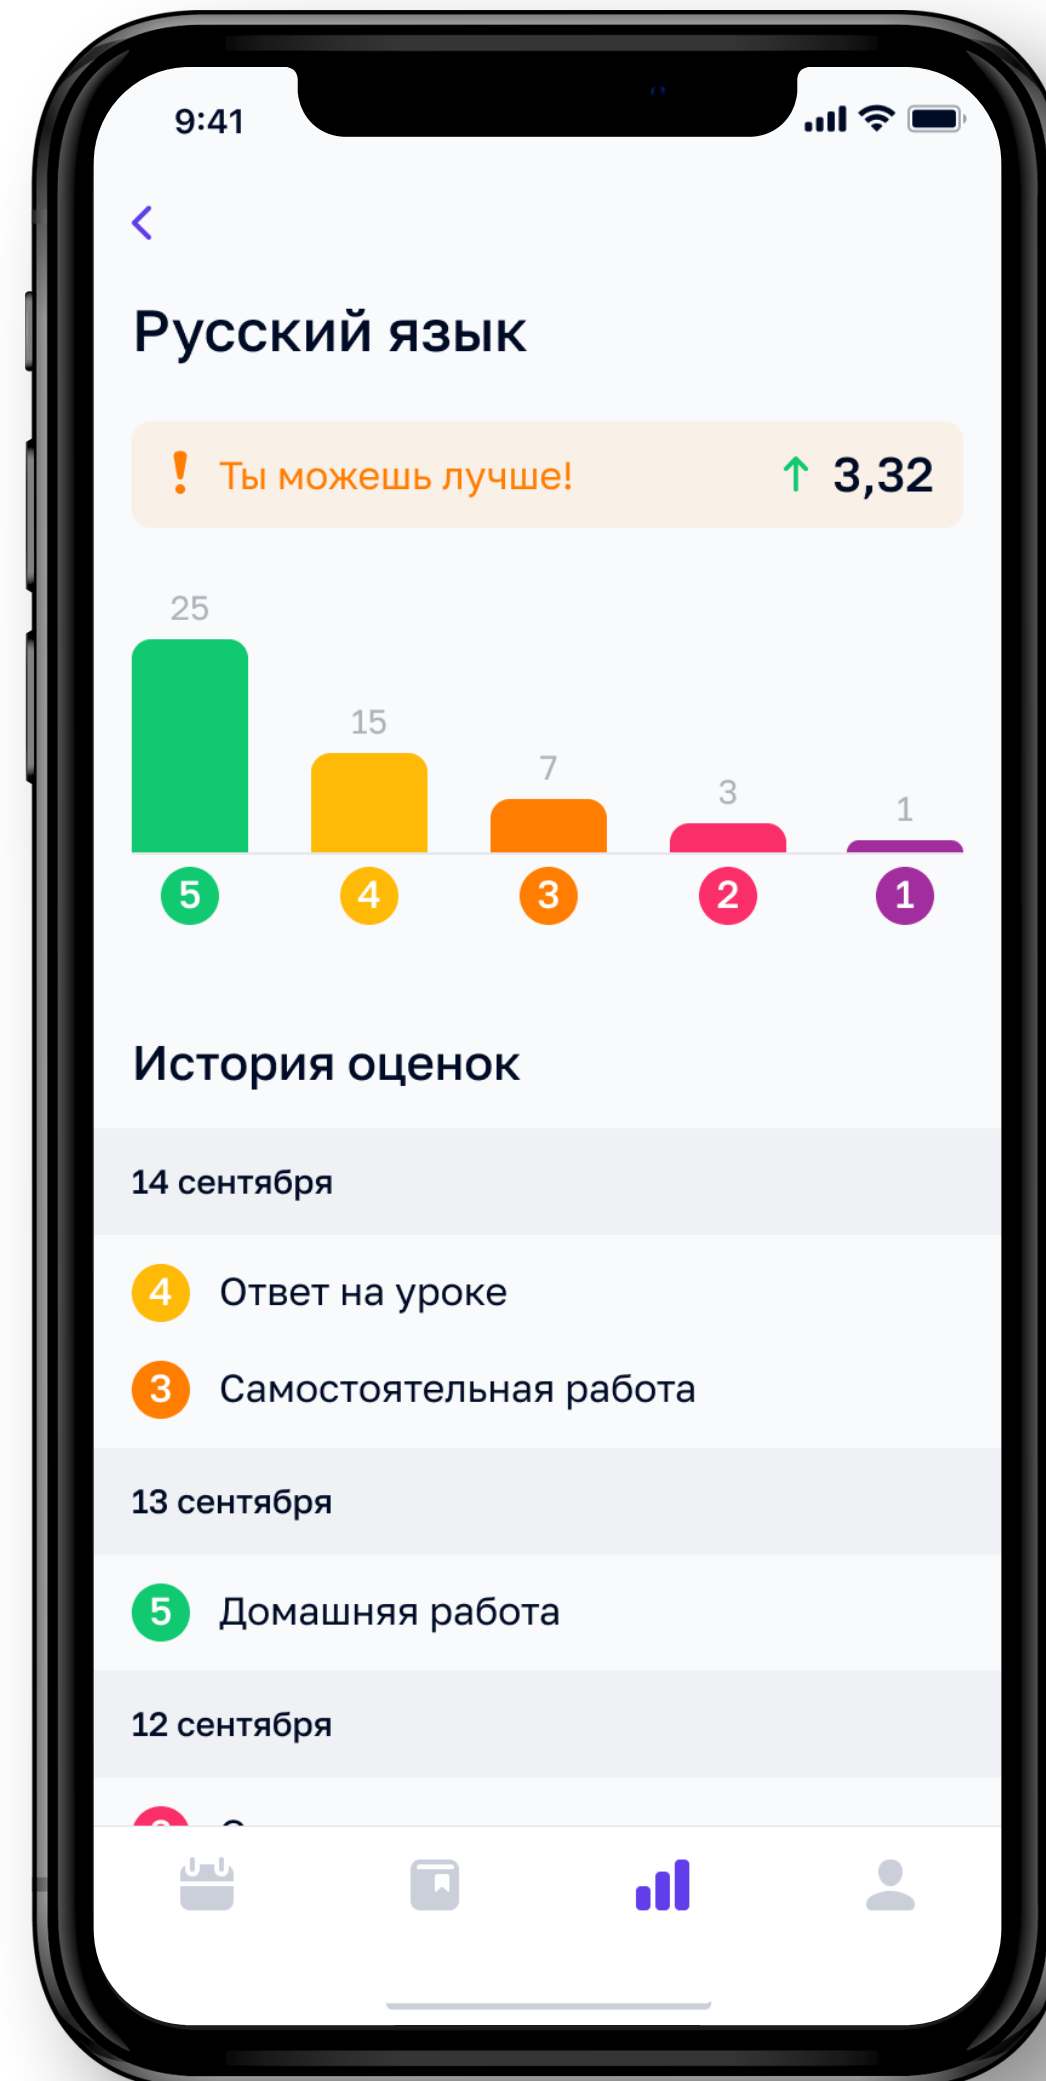 9:41
Русский язык
! Ты можешь лучше! ↑ 3,32
25
15
7
3
1
5 4 3 2 1
История оценок
14 сентября
4 Ответ на уроке
3 Самостоятельная работа
13 сентября
5 Домашняя работа
12 сентября